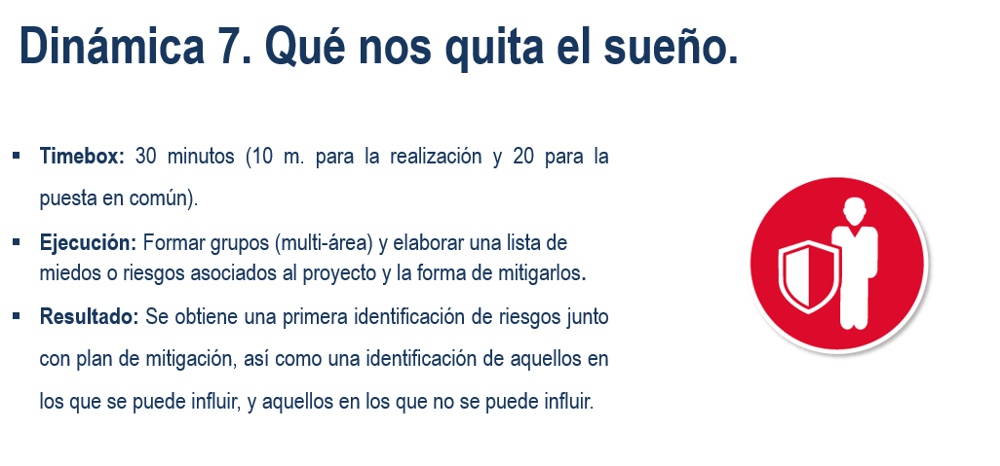 Dinámica 7. Qué nos quita el sueño.
▪ Timebox: 30 minutos (10 m. para la realización y 20 para la
puesta en común).
▪ Ejecución: Formar grupos (multi-área) y elaborar una lista de
miedos o riesgos asociados al proyecto y la forma de mitigarlos.
▪ Resultado: Se obtiene una primera identificación de riesgos junto
con plan de mitigación, así como una identificación de aquellos en
los que se puede influir, y aquellos en los que no se puede influir.